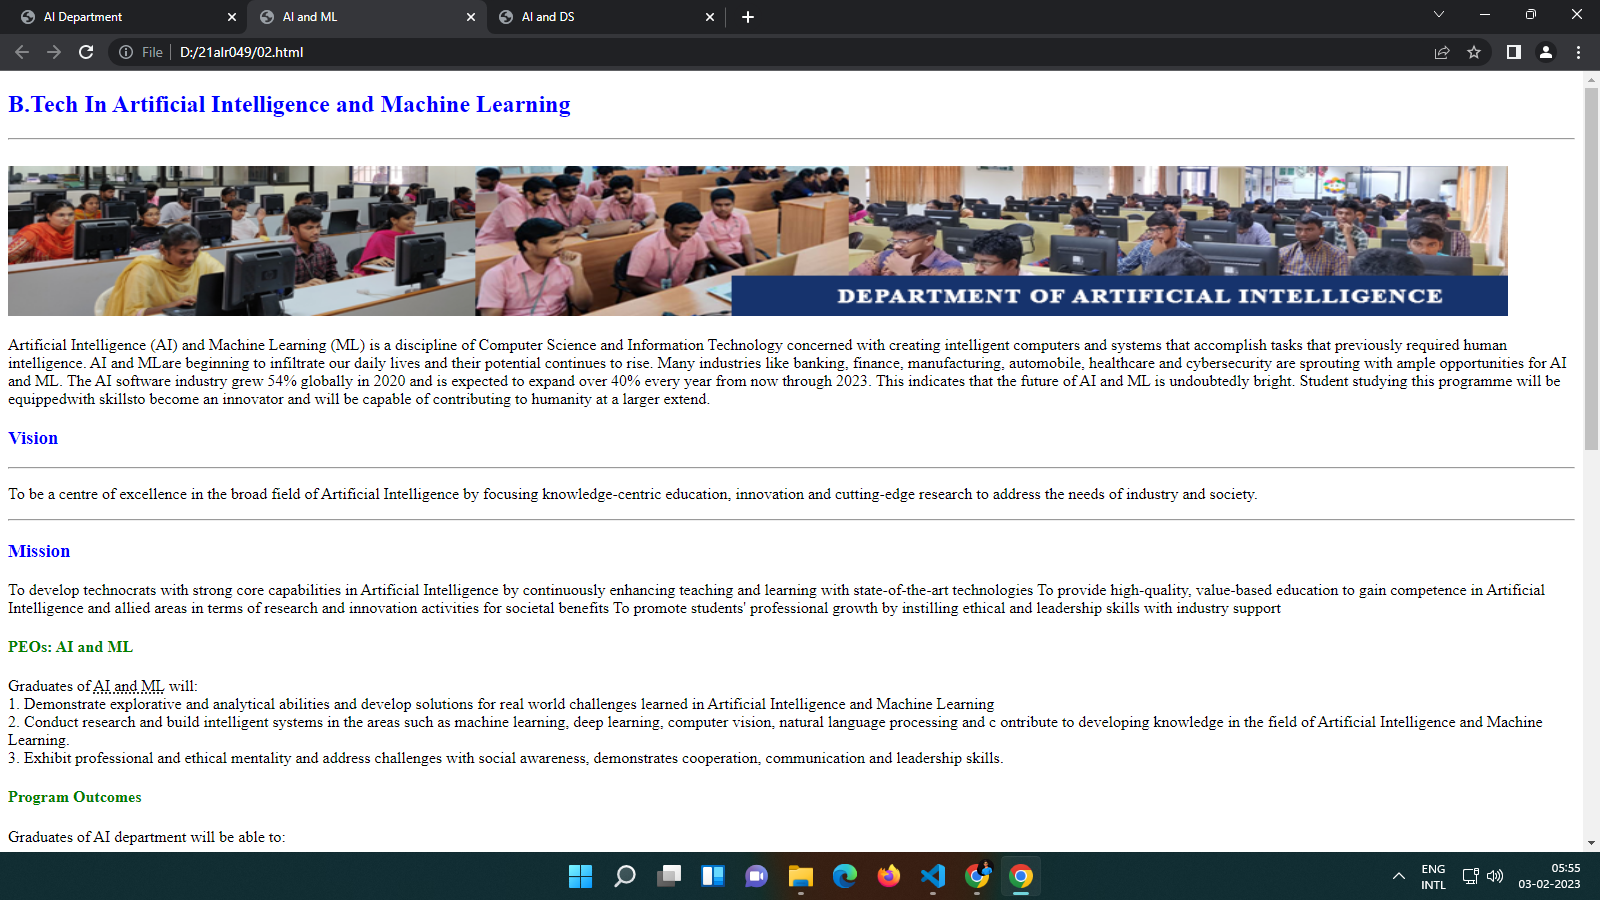 AI Department
AI and ML
AI and DS
File
D:/21alr049/02.html
B.Tech In Artificial Intelligence and Machine Learning
DEPARTMENT OF ARTIFICIAL INTELLIGENCE
Artificial Intelligence (AI) and Machine Learning (ML) is a discipline of Computer Science and Information Technology concerned with creating intelligent computers and systems that accomplish tasks that previously required human
intelligence. AI and MLare beginning to infiltrate our daily lives and their potential continues to rise. Many industries like banking, finance, manufacturing, automobile, healthcare and cybersecurity are sprouting with ample opportunities for AI
and ML. The AI software industry grew 54% globally in 2020 and is expected to expand over 40% every year from now through 2023. This indicates that the future of AI and ML is undoubtedly bright. Student studying this programme will be
equippedwith skillsto become an innovator and will be capable of contributing to humanity at a larger extend.
Vision
To be a centre of excellence in the broad field of Artificial Intelligence by focusing knowledge-centric education, innovation and cutting-edge research to address the needs of industry and society.
Mission
To develop technocrats with strong core capabilities in Artificial Intelligence by continuously enhancing teaching and learning with state-of-the-art technologies To provide high-quality, value-based education to gain competence in Artificial
Intelligence and allied areas in terms of research and innovation activities for societal benefits To promote students' professional growth by instilling ethical and leadership skills with industry support
PEOs: AI and ML
Graduates of AI and ML will:
1. Demonstrate explorative and analytical abilities and develop solutions for real world challenges learned in Artificial Intelligence and Machine Learning
2. Conduct research and build intelligent systems in the areas such as machine learning, deep learning, computer vision, natural language processing and c ontribute to developing knowledge in the field of Artificial Intelligence and Machine
Learning.
3. Exhibit professional and ethical mentality and address challenges with social awareness, demonstrates cooperation, communication and leadership skills.
Program Outcomes
Graduates of AI department will be able to:
ENG
INTL
05:55
03-02-2023